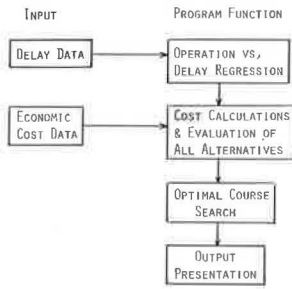 INPUT
PROGRAM FUNCTION
DELAY DATA
OPERATION VS,
DELAY REGRESSION
ECONOMIC
COST DATA
COST CALCULATIONS
& EVALUATION OF
ALL ALTERNATIVES
OPTIMAL COURSE
SEARCH
OUTPUT
PRESENTATION